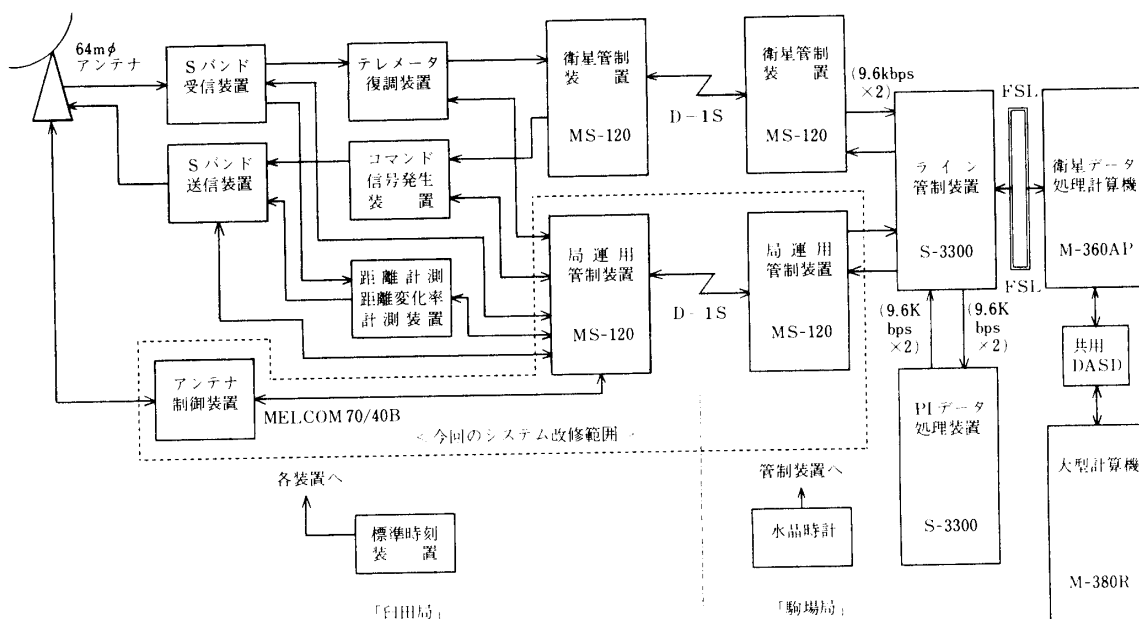 64mφ
アンテナ
Sバンド
受信装置
テレメータ
復調装置
衛星管制
装　置
MS-120
D-1S
衛星管制
装　置
MS-120
(9.6kbps
×2)
FSL
Sバンド
送信装置
コマンド
信号発生
装　置
ライン
管制装置
S-3300
FSL
衛星データ
処理計算機
M-360AP
局運用
管制装置
MS-120
D-1S
局運用
管制装置
MS-120
距離計測
距離変化率
計測装置
(9.6K
bps
×2)
(9.6K
bps
×2)
共用
DASD
アンテナ
制御装置
MELCOM 70/40B
<今回のシステム改修範囲>
PIデータ
処理装置
S-3300
大型計算機
M-380R
各装置へ
標準時刻
装　置
管制装置へ
水晶時計
「臼田局」
「駒場局」